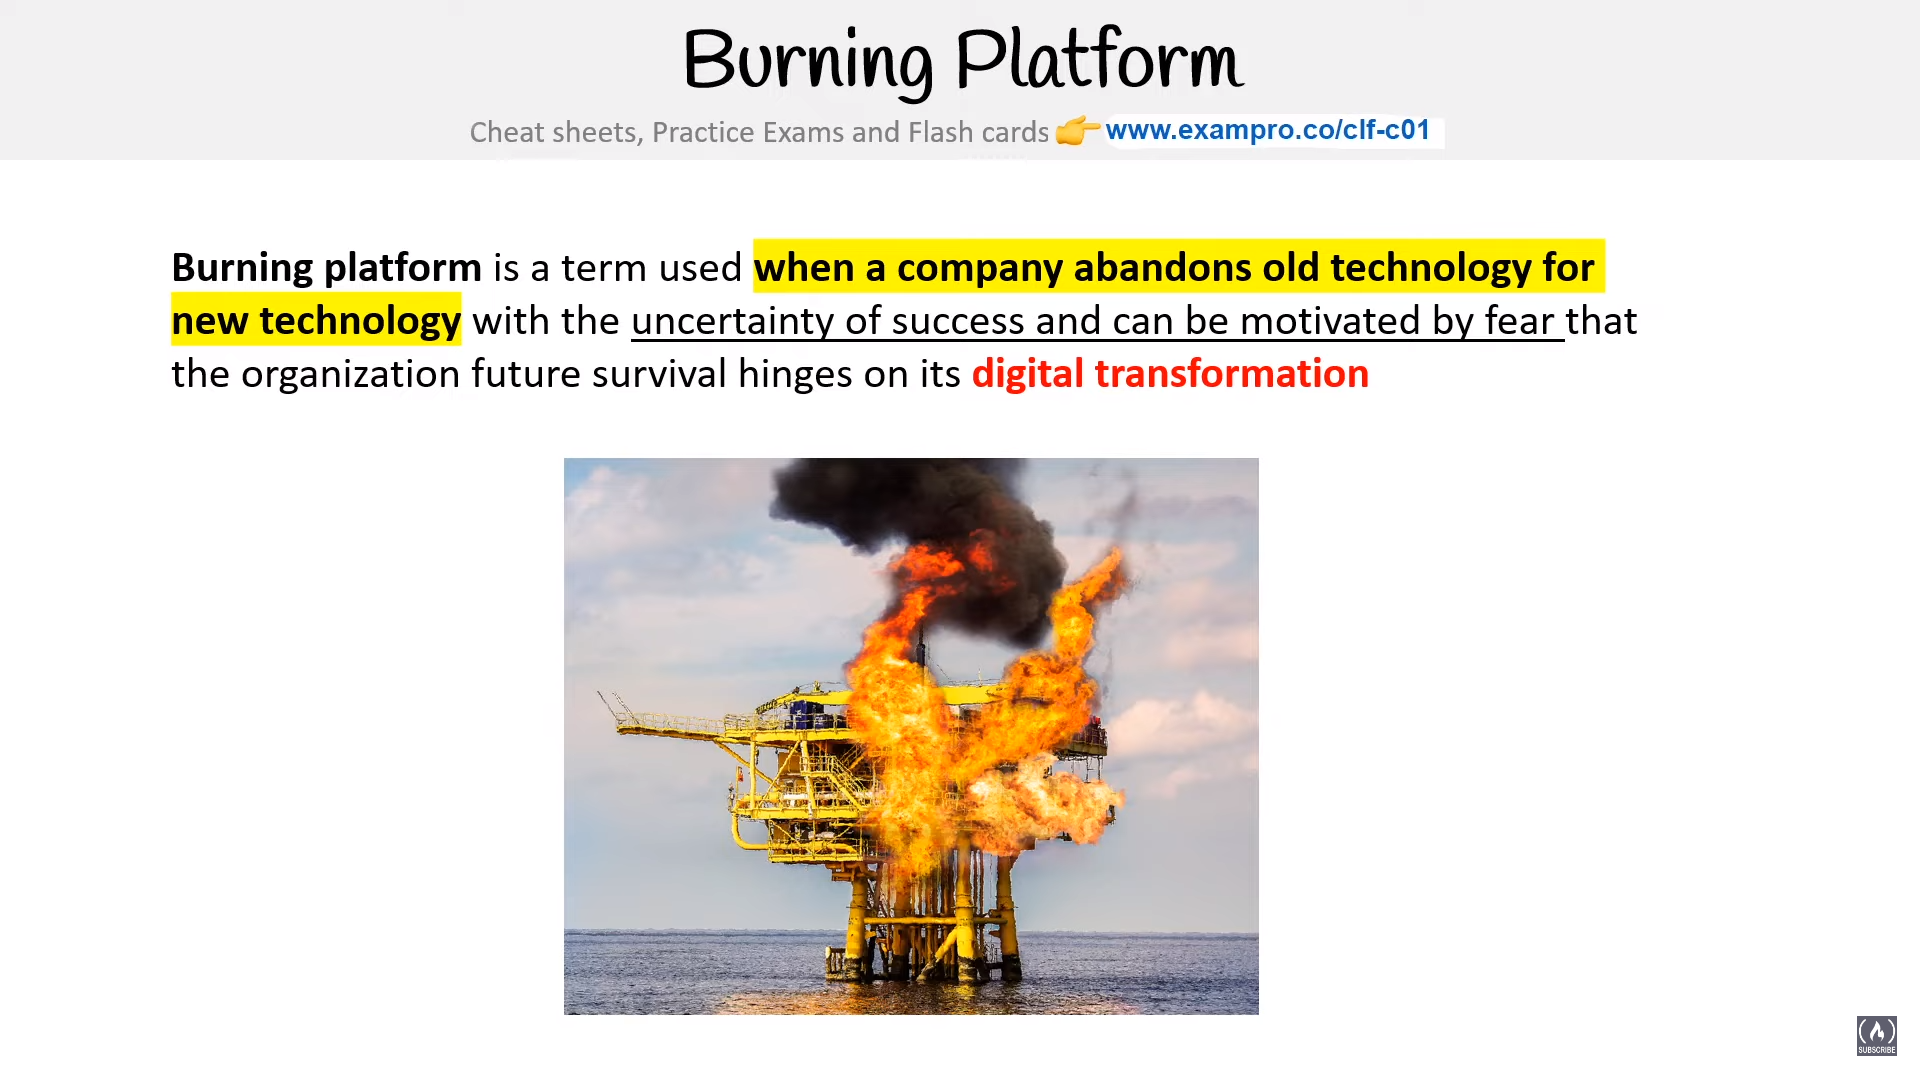 Burning Platform
Cheat sheets, Practice Exams and Flash cards 👉 www.exampro.co/clf-c01
Burning platform is a term used when a company abandons old technology for
new technology with the uncertainty of success and can be motivated by fear that
the organization future survival hinges on its digital transformation
SUBSCRIBE